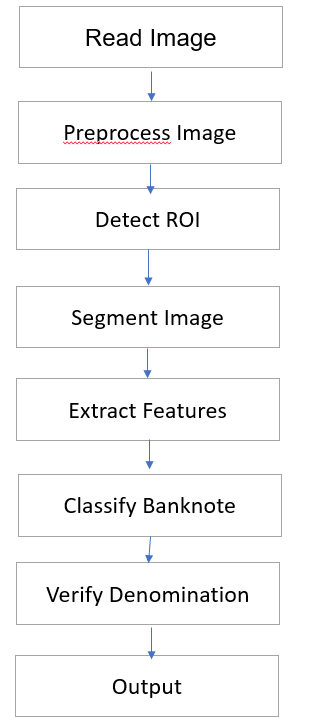 Read Image
Preprocess Image
Detect ROI
Segment Image
Extract Features
Classify Banknote
Verify Denomination
Output